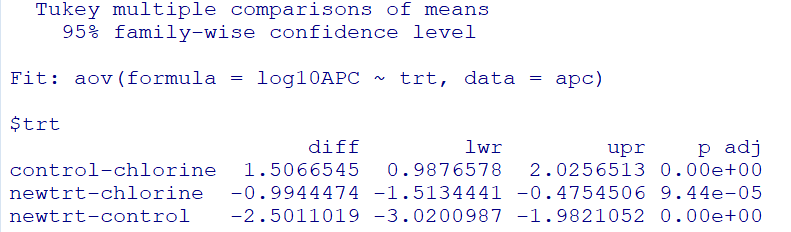 Tukey multiple comparisons of means
95% family-wise confidence level
Fit: aov(formula = log10APC ~ trt, data = apc)
$trt
diff lwr upr p adj
control-chlorine 1.5066545 0.9876578 2.0256513 0.00e+00
newtrt-chlorine -0.9944474 -1.5134441 -0.4754506 9.44e-05
newtrt-control -2.5011019 -3.0200987 -1.9821052 0.00e+00